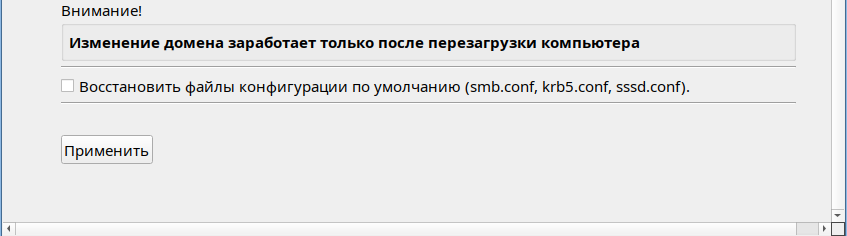 Внимание!
Изменение домена заработает только после перезагрузки компьютера
Восстановить файлы конфигурации по умолчанию (smb.conf, krb5.conf, sssd.conf).
Применить